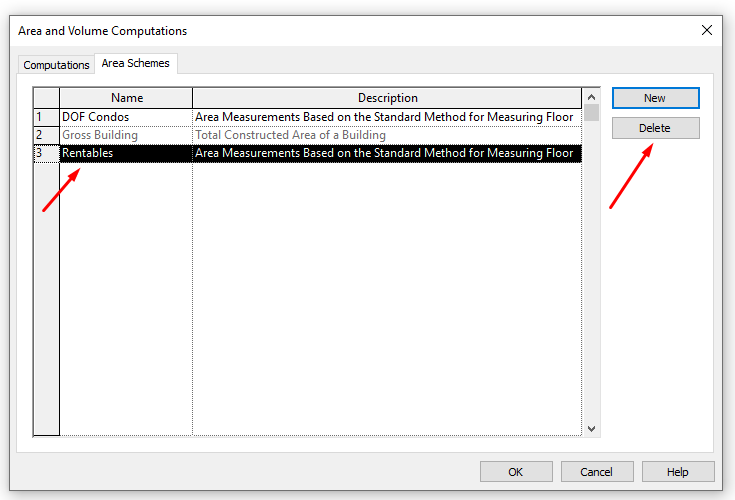 Area and Volume Computations
Computations Area Schemes
Name Description
1 DOF Condos Area Measurements Based on the Standard Method for Measuring Floor
2 Gross Building Total Constructed Area of a Building
3 Rentables Area Measurements Based on the Standard Method for Measuring Floor
New
Delete
OK Cancel Help